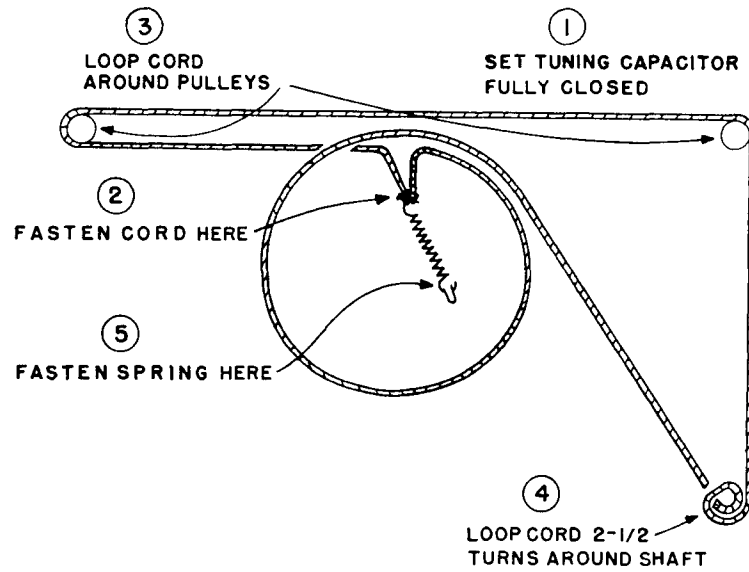 1
SET TUNING CAPACITOR
FULLY CLOSED
2
FASTEN CORD HERE
3
LOOP CORD
AROUND PULLEYS
4
LOOP CORD 2-1/2
TURNS AROUND SHAFT
5
FASTEN SPRING HERE